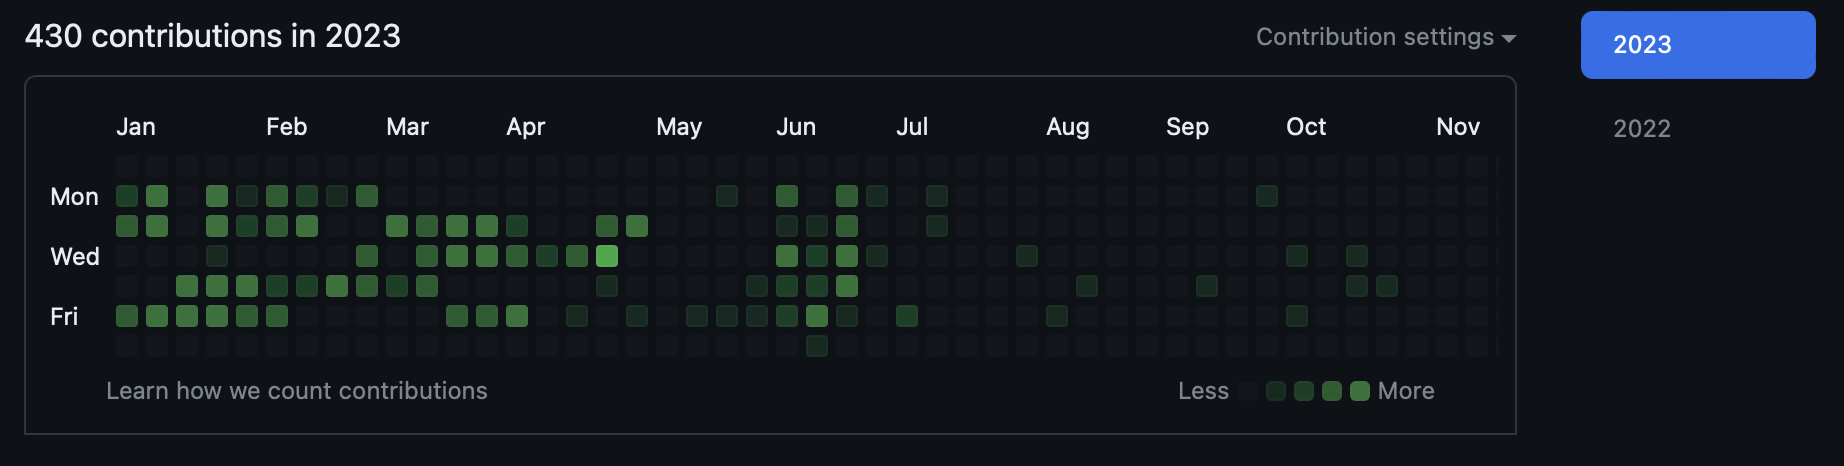 430 contributions in 2023
Contribution settings
2023
2022
Jan Feb Mar Apr May Jun Jul Aug Sep Oct Nov
Mon
Wed
Fri
Learn how we count contributions
Less More